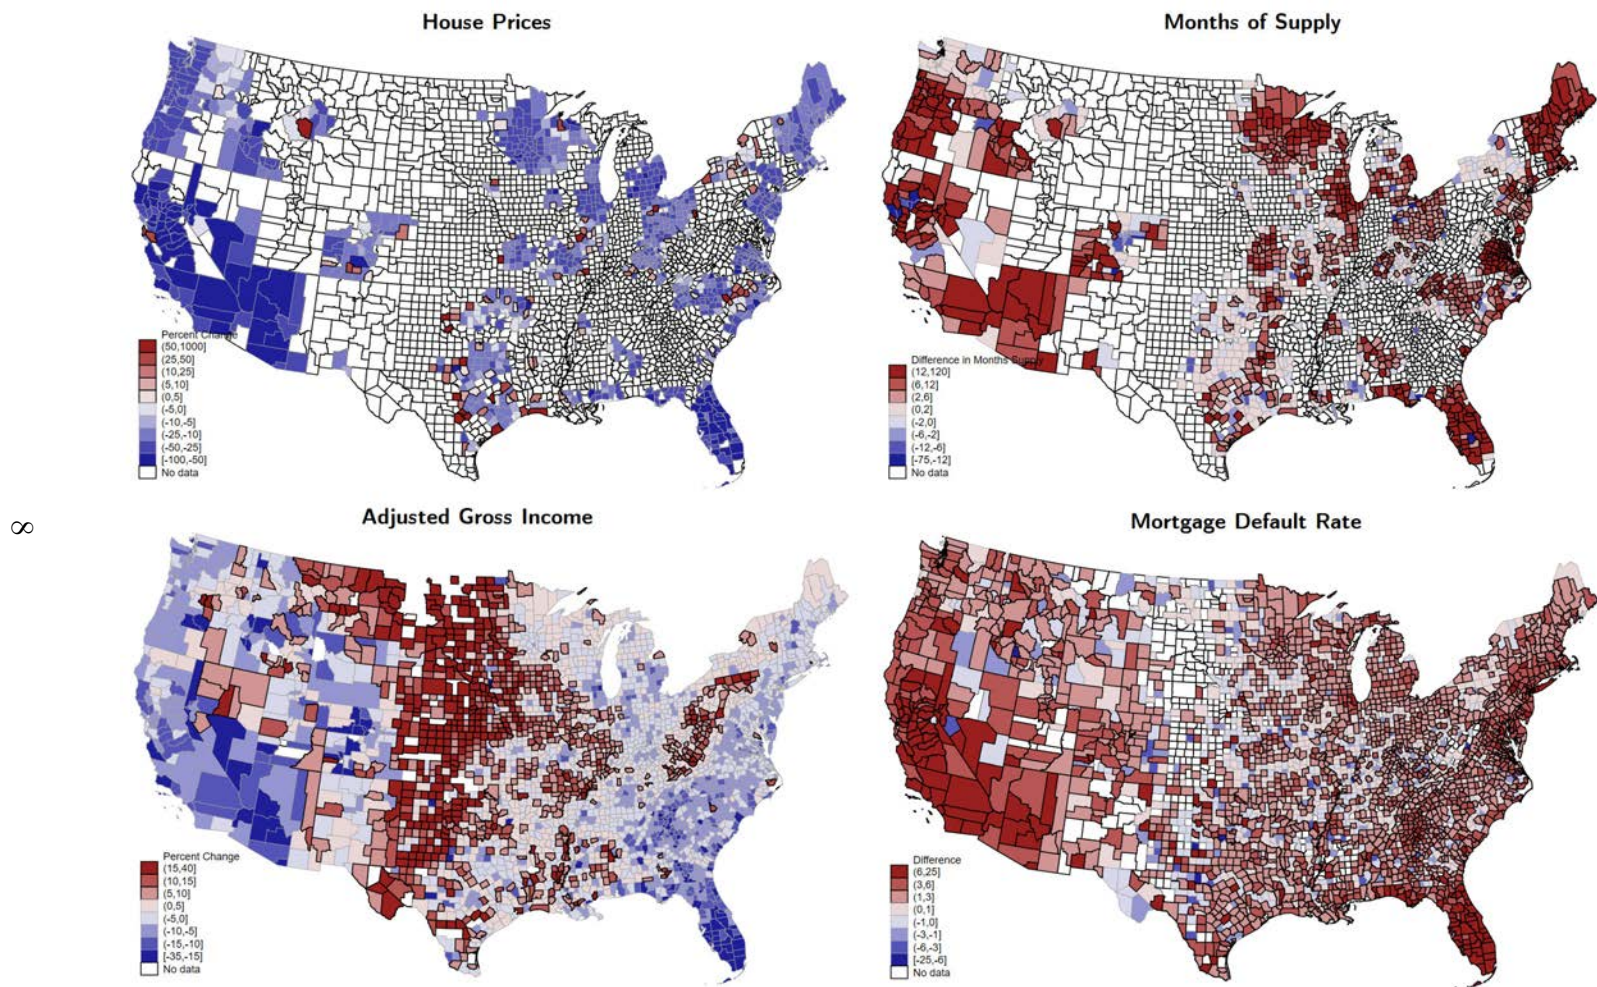 House Prices
Percent Change
(50,1000]
(25,50]
(10,25]
(5,10]
(0,5]
(-5,0]
(-10,-5]
(-25,-10]
(-50,-25]
[-100,-50]
No data
Months of Supply
Difference in Months Supply
(12,120]
(6,12]
(2,6]
(0,2]
(-2,0]
(-6,-2]
(-12,-6]
[-75,-12]
No data
∞
Adjusted Gross Income
Percent Change
(15,40]
(10,15]
(5,10]
(0,5]
(-5,0]
(-10,-5]
(-15,-10]
[-35,-15]
No data
Mortgage Default Rate
Difference
(6,25]
(3,6]
(1,3]
(0,1]
(-1,0]
(-3,-1]
(-6,-3]
[-25,-6]
No data